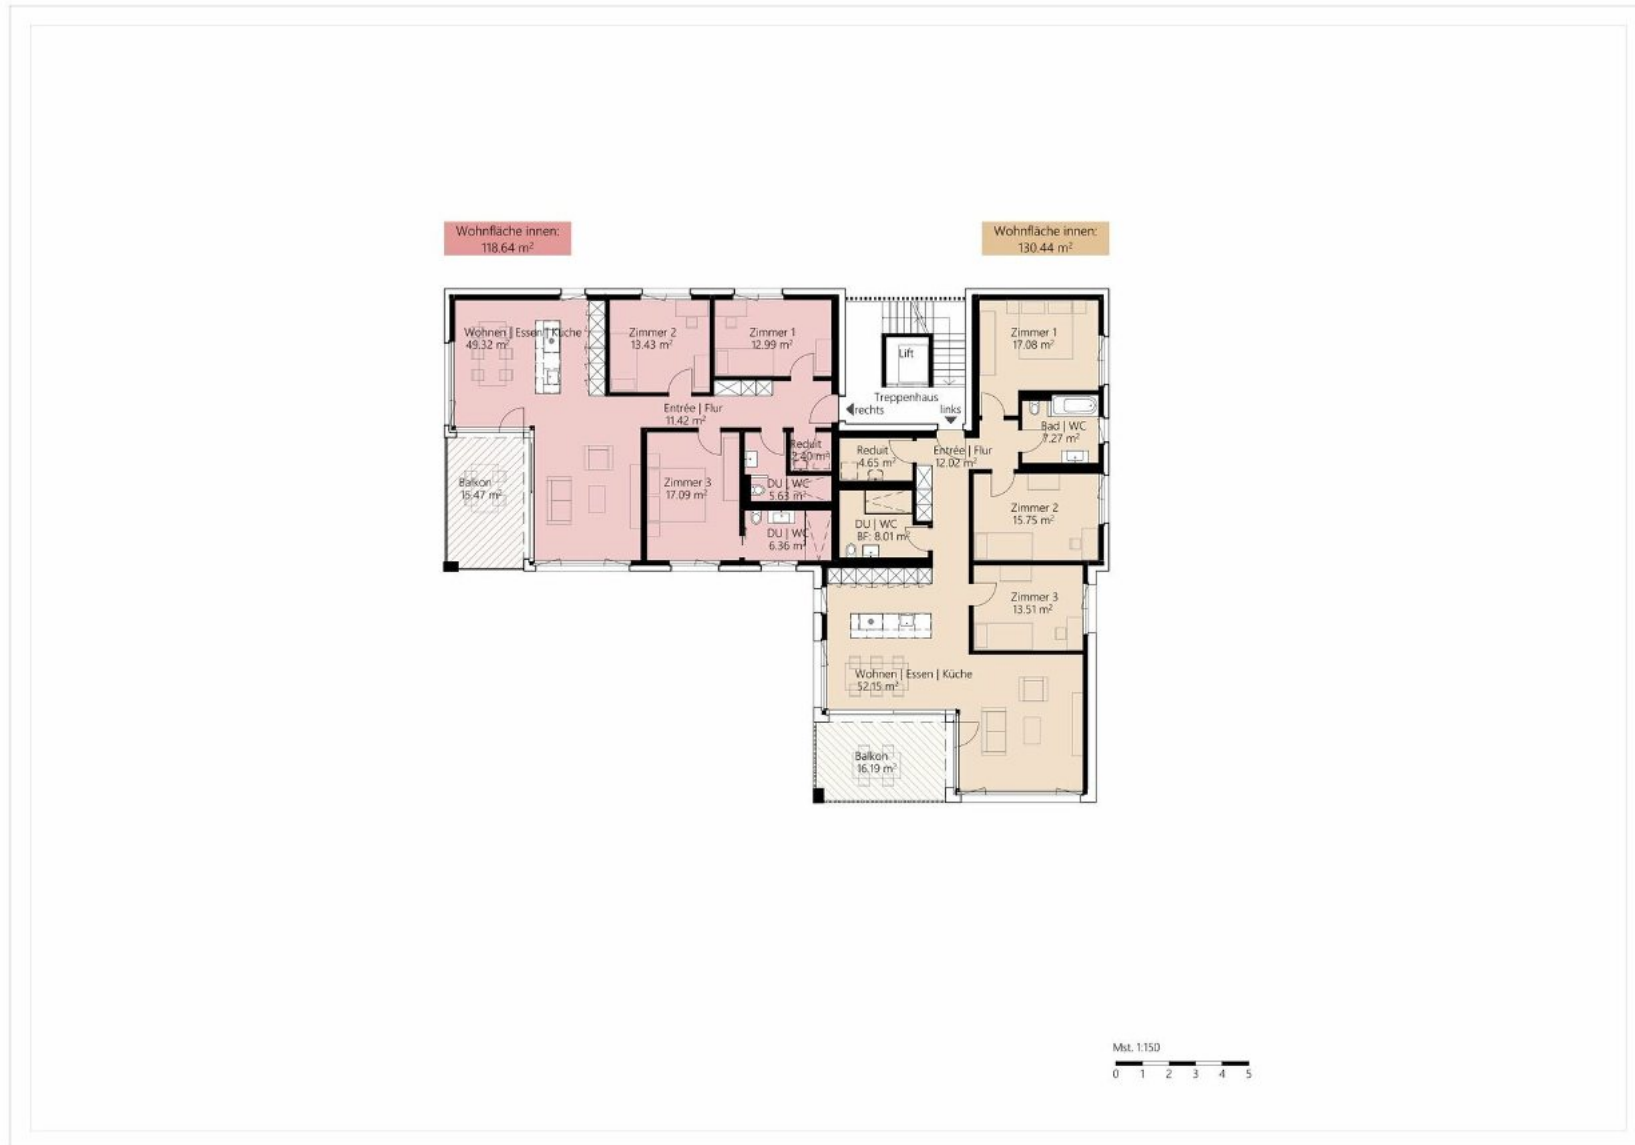 Wohnfläche innen:
118.64 m²
Wohnfläche innen:
130.44 m²
Wohnen | Essen | Küche
49.32 m²
Zimmer 2
13.43 m²
Zimmer 1
12.99 m²
Lift
Treppenhaus
rechts
links
Zimmer 1
17.08 m²
Entrée | Flur
11.42 m²
Bad | WC
7.27 m²
Reduit
2.40 m²
Reduit
4.65 m²
Entrée | Flur
12.02 m²
Balkon
15.47 m²
Zimmer 3
17.09 m²
DU | WC
5.63 m²
Zimmer 2
15.75 m²
DU | WC
6.36 m²
DU | WC
BF: 8.01 m²
Zimmer 3
13.51 m²
Wohnen | Essen | Küche
52.15 m²
Balkon
16.19 m²
Mst. 1:150
0 1 2 3 4 5